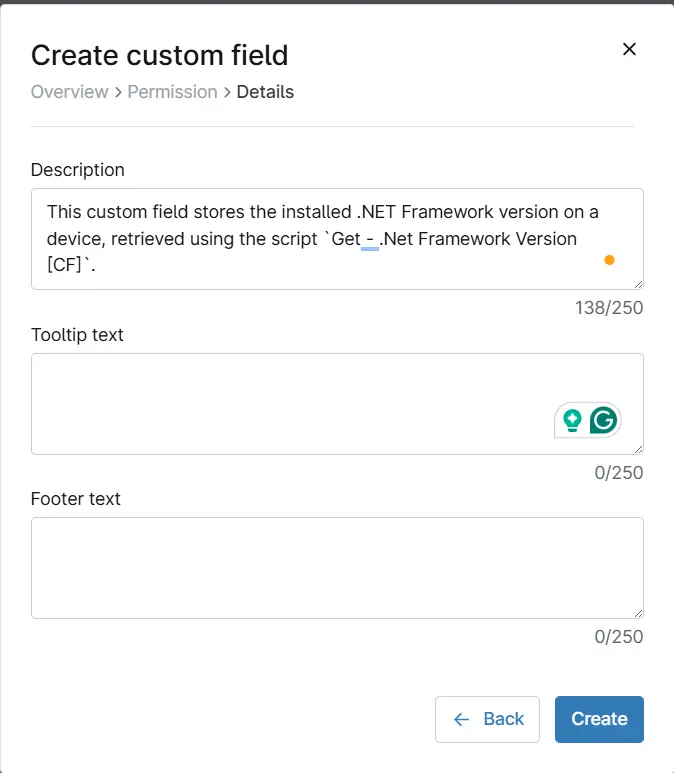 Create custom field
Overview > Permission > Details
Description
This custom field stores the installed .NET Framework version on a
device, retrieved using the script `Get - .Net Framework Version
[CF]`.
138/250
Tooltip text
0/250
Footer text
0/250
← Back
Create